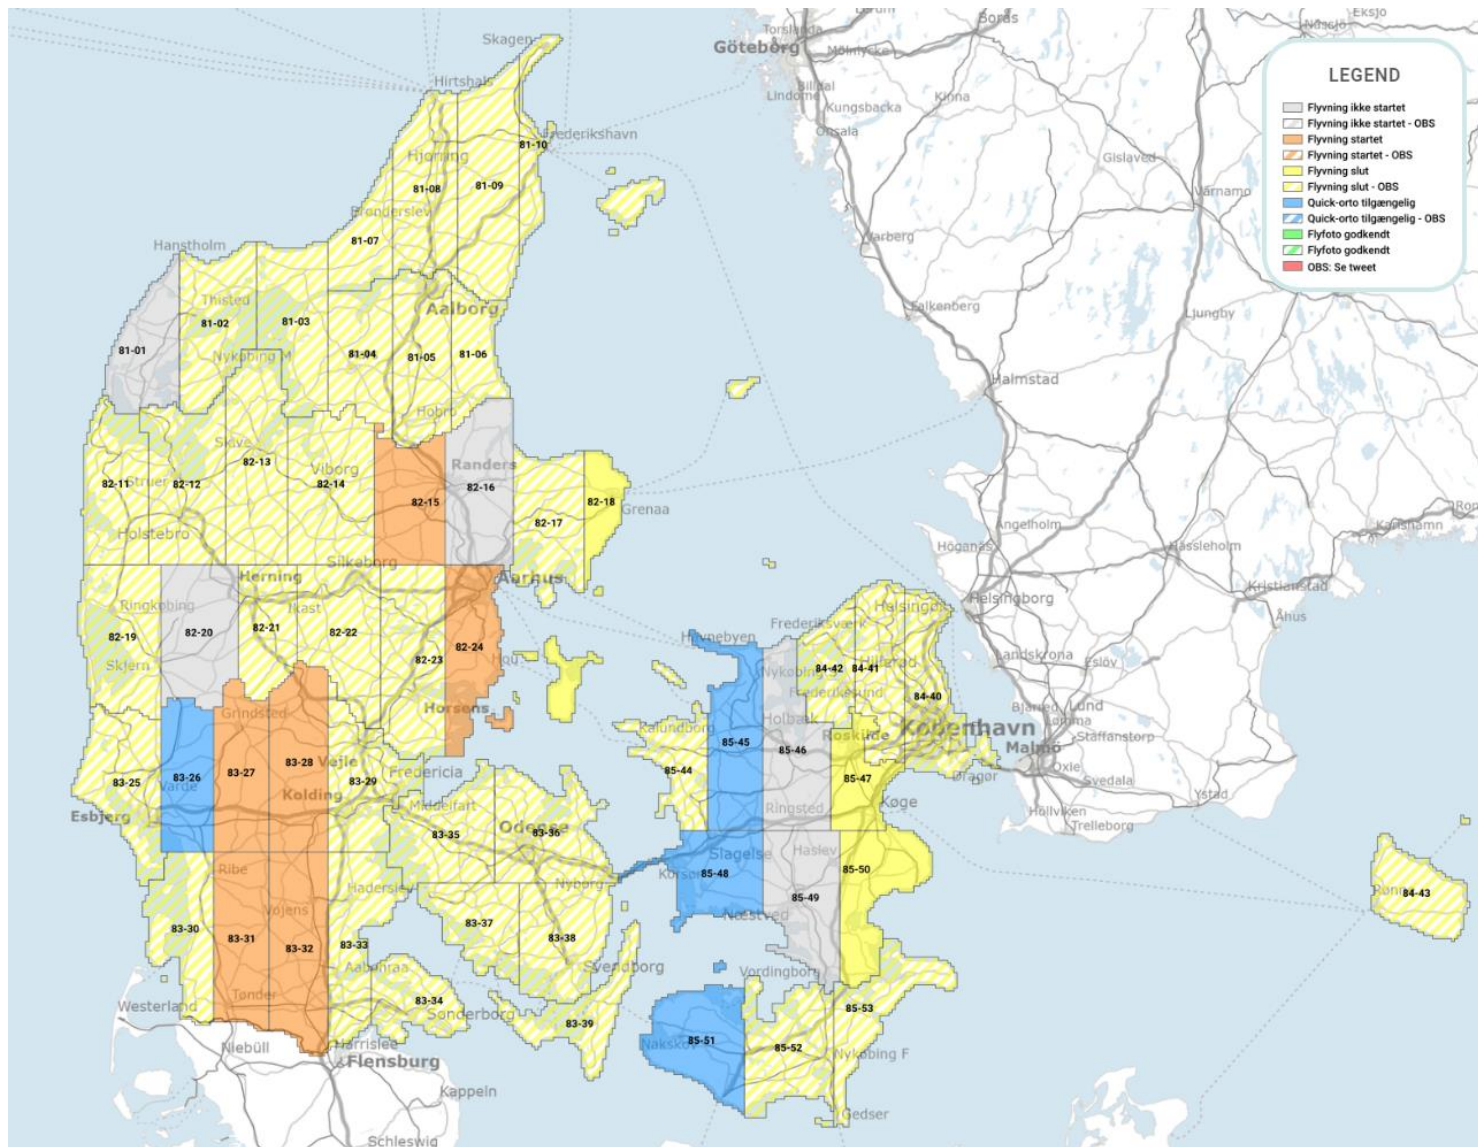 Skagen
Hirtshals
Frederikshavn
81-10
Hjørring
81-08
81-09
Brønderslev
81-07
Hanstholm
Thisted
81-02
81-03
Aalborg
81-01
Nykøbing M
81-04
81-05
81-06
Hobro
Skive
82-13
Viborg
82-14
Randers
82-16
82-11
Struer
82-12
82-15
82-17
82-18
Grenaa
Holstebro
Silkeborg
Herning
Aarhus
Ringkøbing
Ikast
82-19
82-20
82-21
82-22
82-23
82-24
Skjern
Horsens
Grindsted
83-25
83-26
Varde
83-27
83-28
Vejle
83-29
Fredericia
Kolding
Middelfart
Esbjerg
83-35
Odense
83-36
Ribe
Haderslev
Nyborg
Vojens
83-30
83-31
83-32
83-33
83-37
83-38
Aabenraa
Svendborg
Tønder
83-34
Sønderborg
83-39
Westerland
Niebüll
Harrislee
Flensburg
Kappeln
Schleswig
Havnebyen
Frederiksværk
Helsingør
84-42
84-41
Hillerød
Frederikssund
84-40
Holbæk
København
Kalundborg
85-45
85-46
Roskilde
85-44
85-47
Dragør
Køge
Ringsted
Slagelse
Haslev
Korsør
85-48
85-50
85-49
Næstved
Vordingborg
85-53
Nakskov
85-51
85-52
Nykøbing F
Gedser
Rønne
84-43
Göteborg
Torslanda
Mölnlycke
Borås
Billdal
Lindome
Kungsbacka
Kinna
Onsala
Gislaved
Värnamo
Nässjö
Eksjö
Varberg
Falkenberg
Ljungby
Halmstad
Ängelholm
Höganäs
Hässleholm
Karlshamn
Kristianstad
Åhus
Helsingborg
Landskrona
Eslöv
Bjärred
Lund
Lomma
Staffanstorp
Malmö
Oxie
Svedala
Ystad
Höllviken
Trelleborg
LEGEND
Flyvning ikke startet
Flyvning ikke startet - OBS
Flyvning startet
Flyvning startet - OBS
Flyvning slut
Flyvning slut - OBS
Quick-orto tilgængelig
Quick-orto tilgængelig - OBS
Flyfoto godkendt
Flyfoto godkendt
OBS: Se tweet